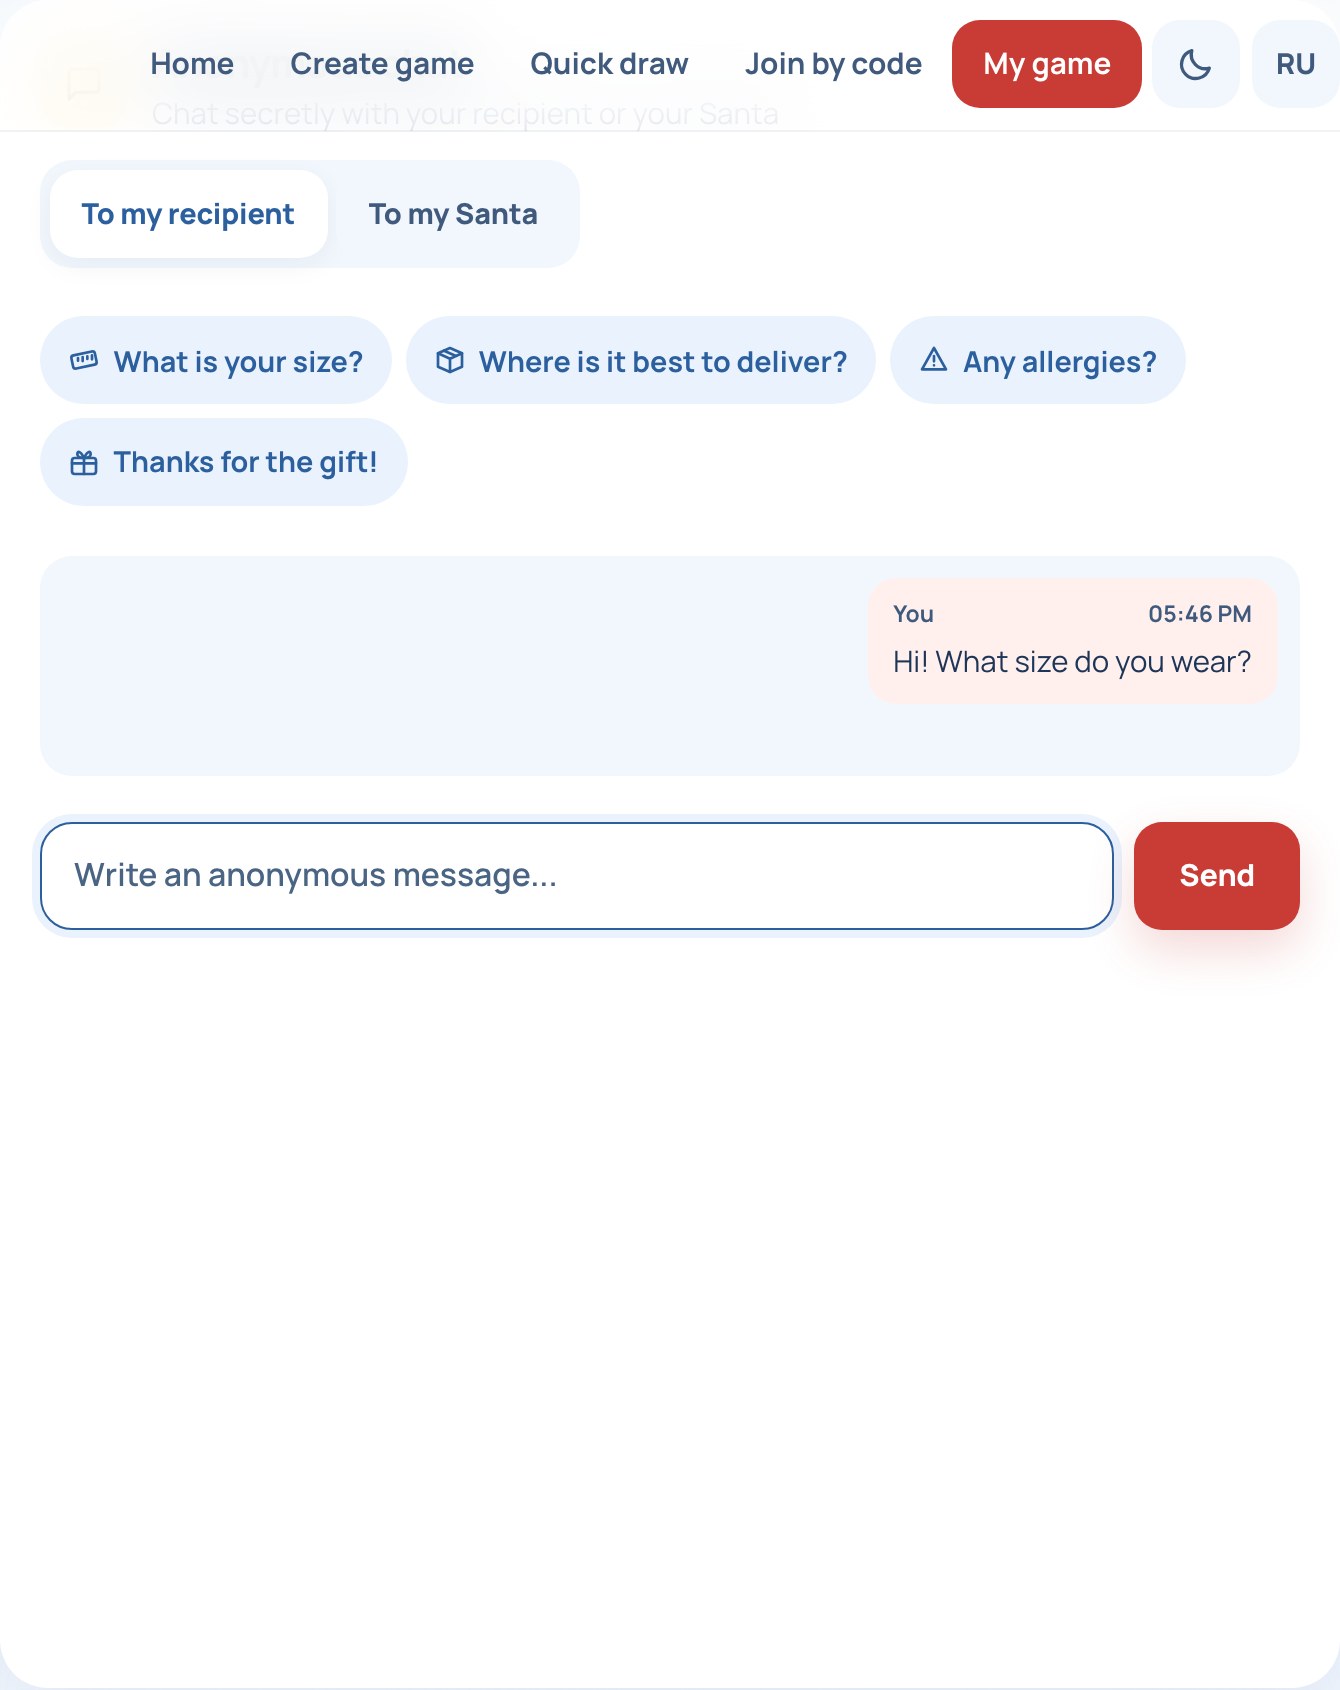 Home Create game Quick draw Join by code My game RU
Chat secretly with your recipient or your Santa
To my recipient To my Santa
What is your size? Where is it best to deliver? Any allergies?
Thanks for the gift!
You 05:46 PM
Hi! What size do you wear?
Write an anonymous message... Send